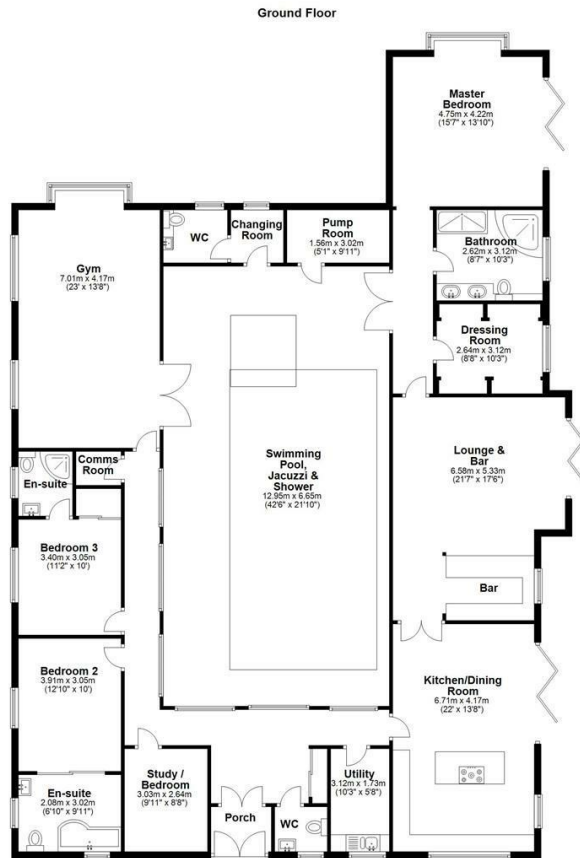 Ground Floor
Master
Bedroom
4.75m x 4.22m
(15'7" x 13'10")
WC
Changing
Room
Pump
Room
1.56m x 3.02m
(5'1" x 9'11")
Bathroom
2.62m x 3.12m
(8'7" x 10'3")
Gym
7.01m x 4.17m
(23' x 13'8")
Dressing
Room
2.64m x 3.12m
(8'8" x 10'3")
Swimming
Pool,
Jacuzzi &
Shower
12.95m x 6.65m
(42'6" x 21'10")
Lounge &
Bar
6.58m x 5.33m
(21'7" x 17'6")
Comms
Room
En-suite
Bedroom 3
3.40m x 3.05m
(11'2" x 10')
Bar
Bedroom 2
3.91m x 3.05m
(12'10" x 10')
Kitchen/Dining
Room
6.71m x 4.17m
(22' x 13'8")
En-suite
2.08m x 3.02m
(6'10" x 9'11")
Study /
Bedroom
3.03m x 2.64m
(9'11" x 8'8")
Porch
WC
Utility
3.12m x 1.73m
(10'3" x 5'8")